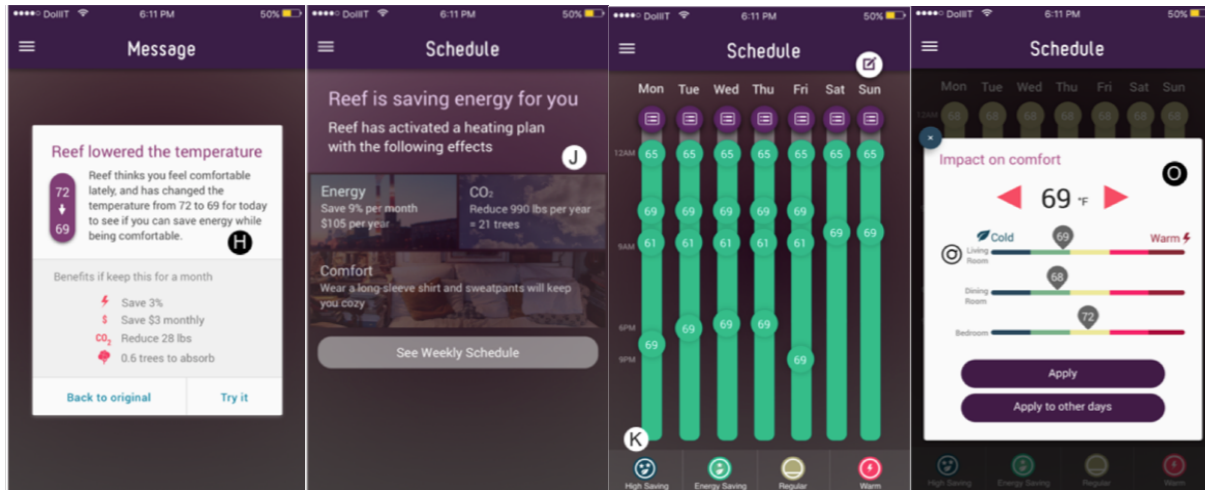 ●●●●○ DollIT 6:11 PM 50%
Message
Reef lowered the temperature
72
69
Reef thinks you feel comfortable
lately, and has changed the
temperature from 72 to 69 for today
to see if you can save energy while
being comfortable.
H
Benefits if keep this for a month
Save 3%
$ Save $3 monthly
CO₂ Reduce 28 lbs
0.6 trees to absorb
Back to original Try it
●●●●○ DollIT 6:11 PM 50%
Schedule
Reef is saving energy for you
Reef has activated a heating plan
with the following effects
J
Energy
Save 9% per month
$105 per year
CO₂
Reduce 990 lbs per year
= 21 trees
Comfort
Wear a long-sleeve shirt and sweatpants will keep
you cozy
See Weekly Schedule
●●●●○ DollIT 6:11 PM 50%
Schedule
Mon Tue Wed Thu Fri Sat Sun
12AM 65 65 65 65 65 65 65
69 69 69 69 69
9AM 61 61 61 61 61 69 69
6PM 69 69 69
69
9PM 69
K
High Saving Energy Saving Regular Warm
●●●●○ DollIT 6:11 PM 50%
Schedule
Mon Tue Wed Thu Fri Sat Sun
12AM 68 68 68 68 68 68 68
×
Impact on comfort
O
69 °F
Cold Warm
69
Living
Room
68
Dining
Room
72
Bedroom
Apply
Apply to other days
High Saving Energy Saving Regular Warm